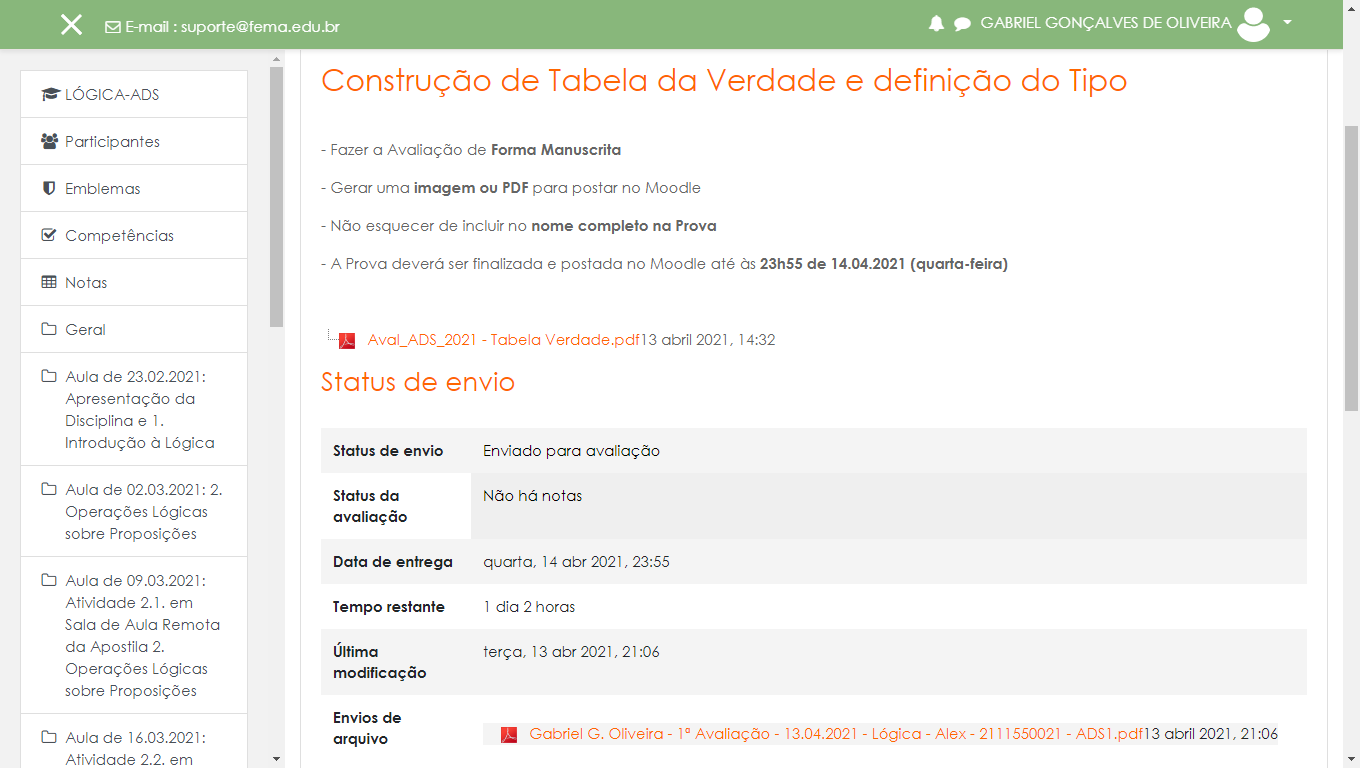 E-mail : suporte@fema.edu.br
GABRIEL GONÇALVES DE OLIVEIRA
LÓGICA-ADS
Participantes
Emblemas
Competências
Notas
Geral
Aula de 23.02.2021:
Apresentação da
Disciplina e 1.
Introdução à Lógica
Aula de 02.03.2021: 2.
Operações Lógicas
sobre Proposições
Aula de 09.03.2021:
Atividade 2.1. em
Sala de Aula Remota
da Apostila 2.
Operações Lógicas
sobre Proposições
Aula de 16.03.2021:
Atividade 2.2. em
Construção de Tabela da Verdade e definição do Tipo
- Fazer a Avaliação de Forma Manuscrita
- Gerar uma imagem ou PDF para postar no Moodle
- Não esquecer de incluir no nome completo na Prova
- A Prova deverá ser finalizada e postada no Moodle até às 23h55 de 14.04.2021 (quarta-feira)
Aval_ADS_2021 - Tabela Verdade.pdf13 abril 2021, 14:32
Status de envio
Status de envio Enviado para avaliação
Status da Não há notas
avaliação
Data de entrega quarta, 14 abr 2021, 23:55
Tempo restante 1 dia 2 horas
Última terça, 13 abr 2021, 21:06
modificação
Envios de
arquivo Gabriel G. Oliveira - 1ª Avaliação - 13.04.2021 - Lógica - Alex - 2111550021 - ADS1.pdf13 abril 2021, 21:06